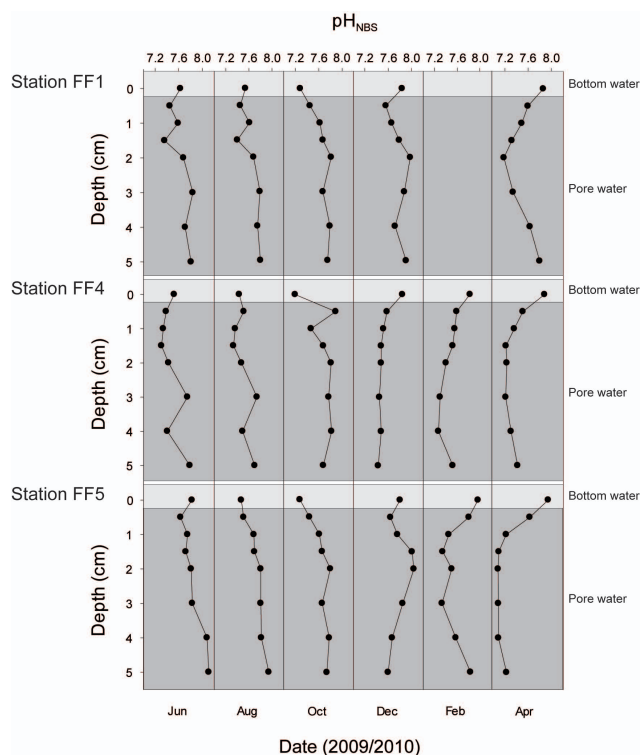 pHNBS
7.2 7.6 8.0 7.2 7.6 8.0 7.2 7.6 8.0 7.2 7.6 8.0 7.2 7.6 8.0 7.2 7.6 8.0
Station FF1
0 Bottom water
1
Depth (cm)
2
3 Pore water
4
5
Station FF4
0 Bottom water
1
Depth (cm)
2
3 Pore water
4
5
Station FF5
0 Bottom water
1
Depth (cm)
2
3 Pore water
4
5
Jun Aug Oct Dec Feb Apr
Date (2009/2010)